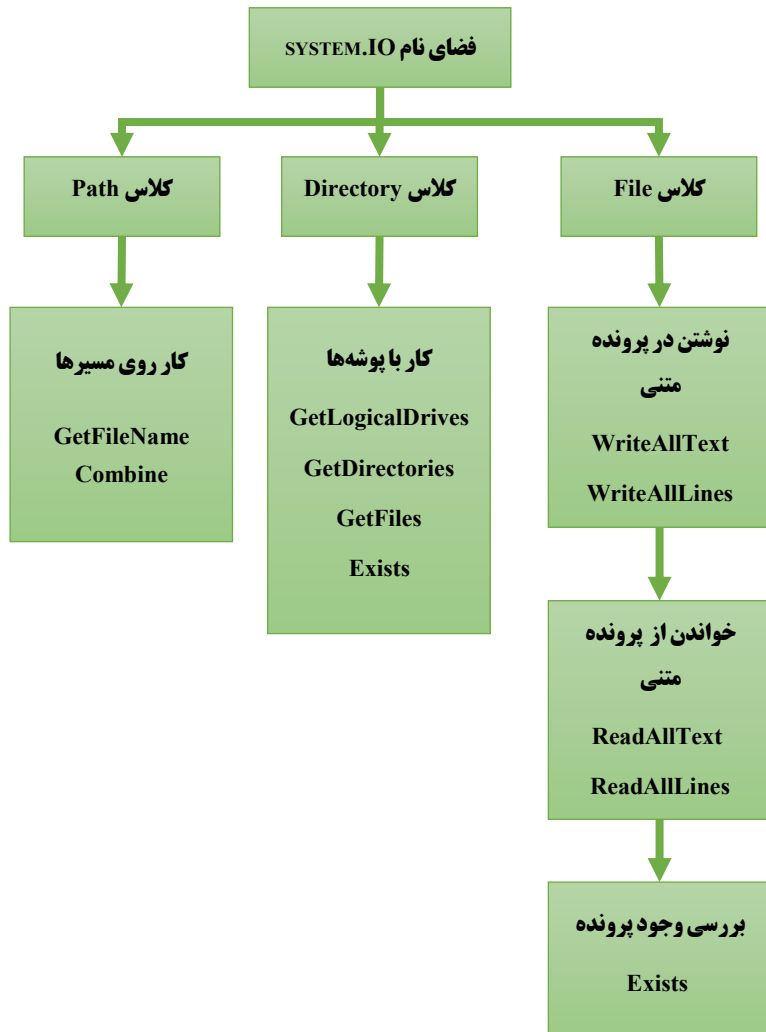 فضای نام SYSTEM.IO
کلاس File
کلاس Directory
کلاس Path
نوشتن در پرونده
متنی
WriteAllText
WriteAllLines
خواندن از پرونده
متنی
ReadAllText
ReadAllLines
بررسی وجود پرونده
Exists
کار با پوشه‌ها
GetLogicalDrives
GetDirectories
GetFiles
Exists
کار روی مسیرها
GetFileName
Combine